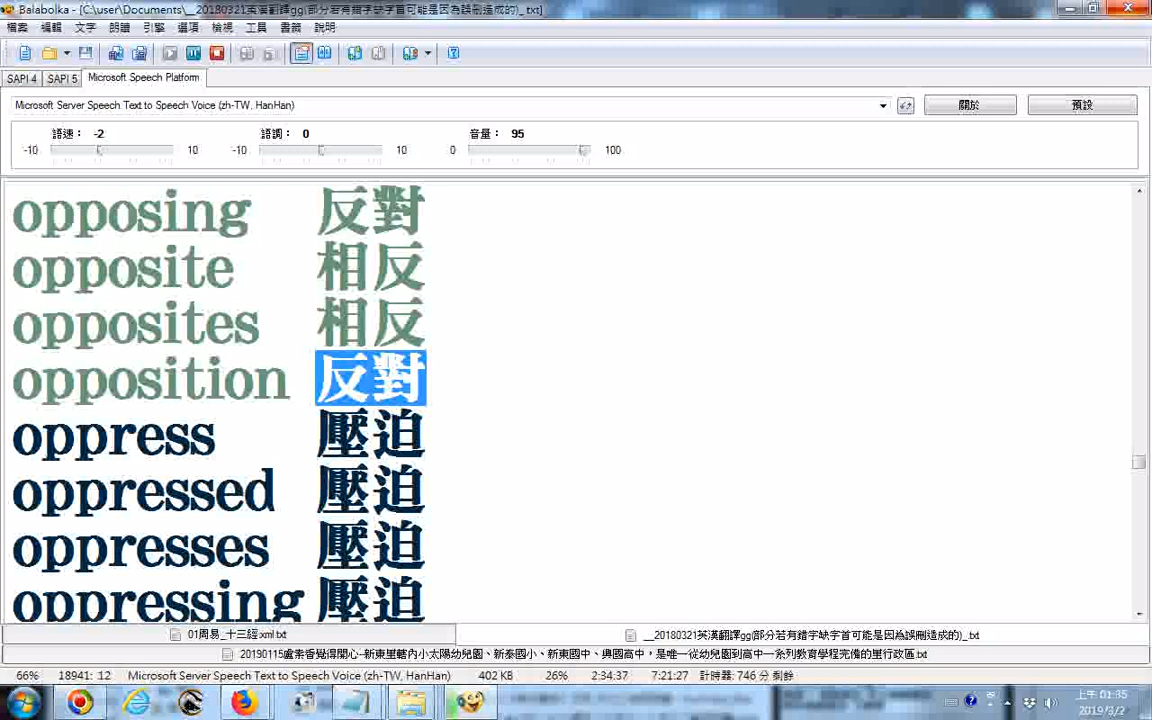 Balabolka - [C:\user\Documents\__20180321英漢翻譯gg(部分若有錯字缺字首可能是因為誤刪造成的)_.txt]
檔案 編輯 文字 朗讀 引擎 選項 檢視 工具 書籤 說明
SAPI 4 SAPI 5 Microsoft Speech Platform
Microsoft Server Speech Text to Speech Voice (zh-TW, HanHan) 關於 預設
語速： -2 語調： 0 音量： 95
-10 10 -10 10 0 100
opposing 反對
opposite 相反
opposites 相反
opposition 反對
oppress 壓迫
oppressed 壓迫
oppresses 壓迫
oppressing 壓迫
01周易_十三經.xml.txt __20180321英漢翻譯gg(部分若有錯字缺字首可能是因為誤刪造成的)_.txt
20190115盧素香覺得開心-新東里轄內小太陽幼兒園、新泰國小、新東國中、興國高中，是唯一從幼兒園到高中一系列教育學程完備的里行政區.txt
66% 18941: 12 Microsoft Server Speech Text to Speech Voice (zh-TW, HanHan) 402 KB 26% 2:34:37 7:21:27 計時器: 746 分 剩餘
上午 01:35
2019/3/2